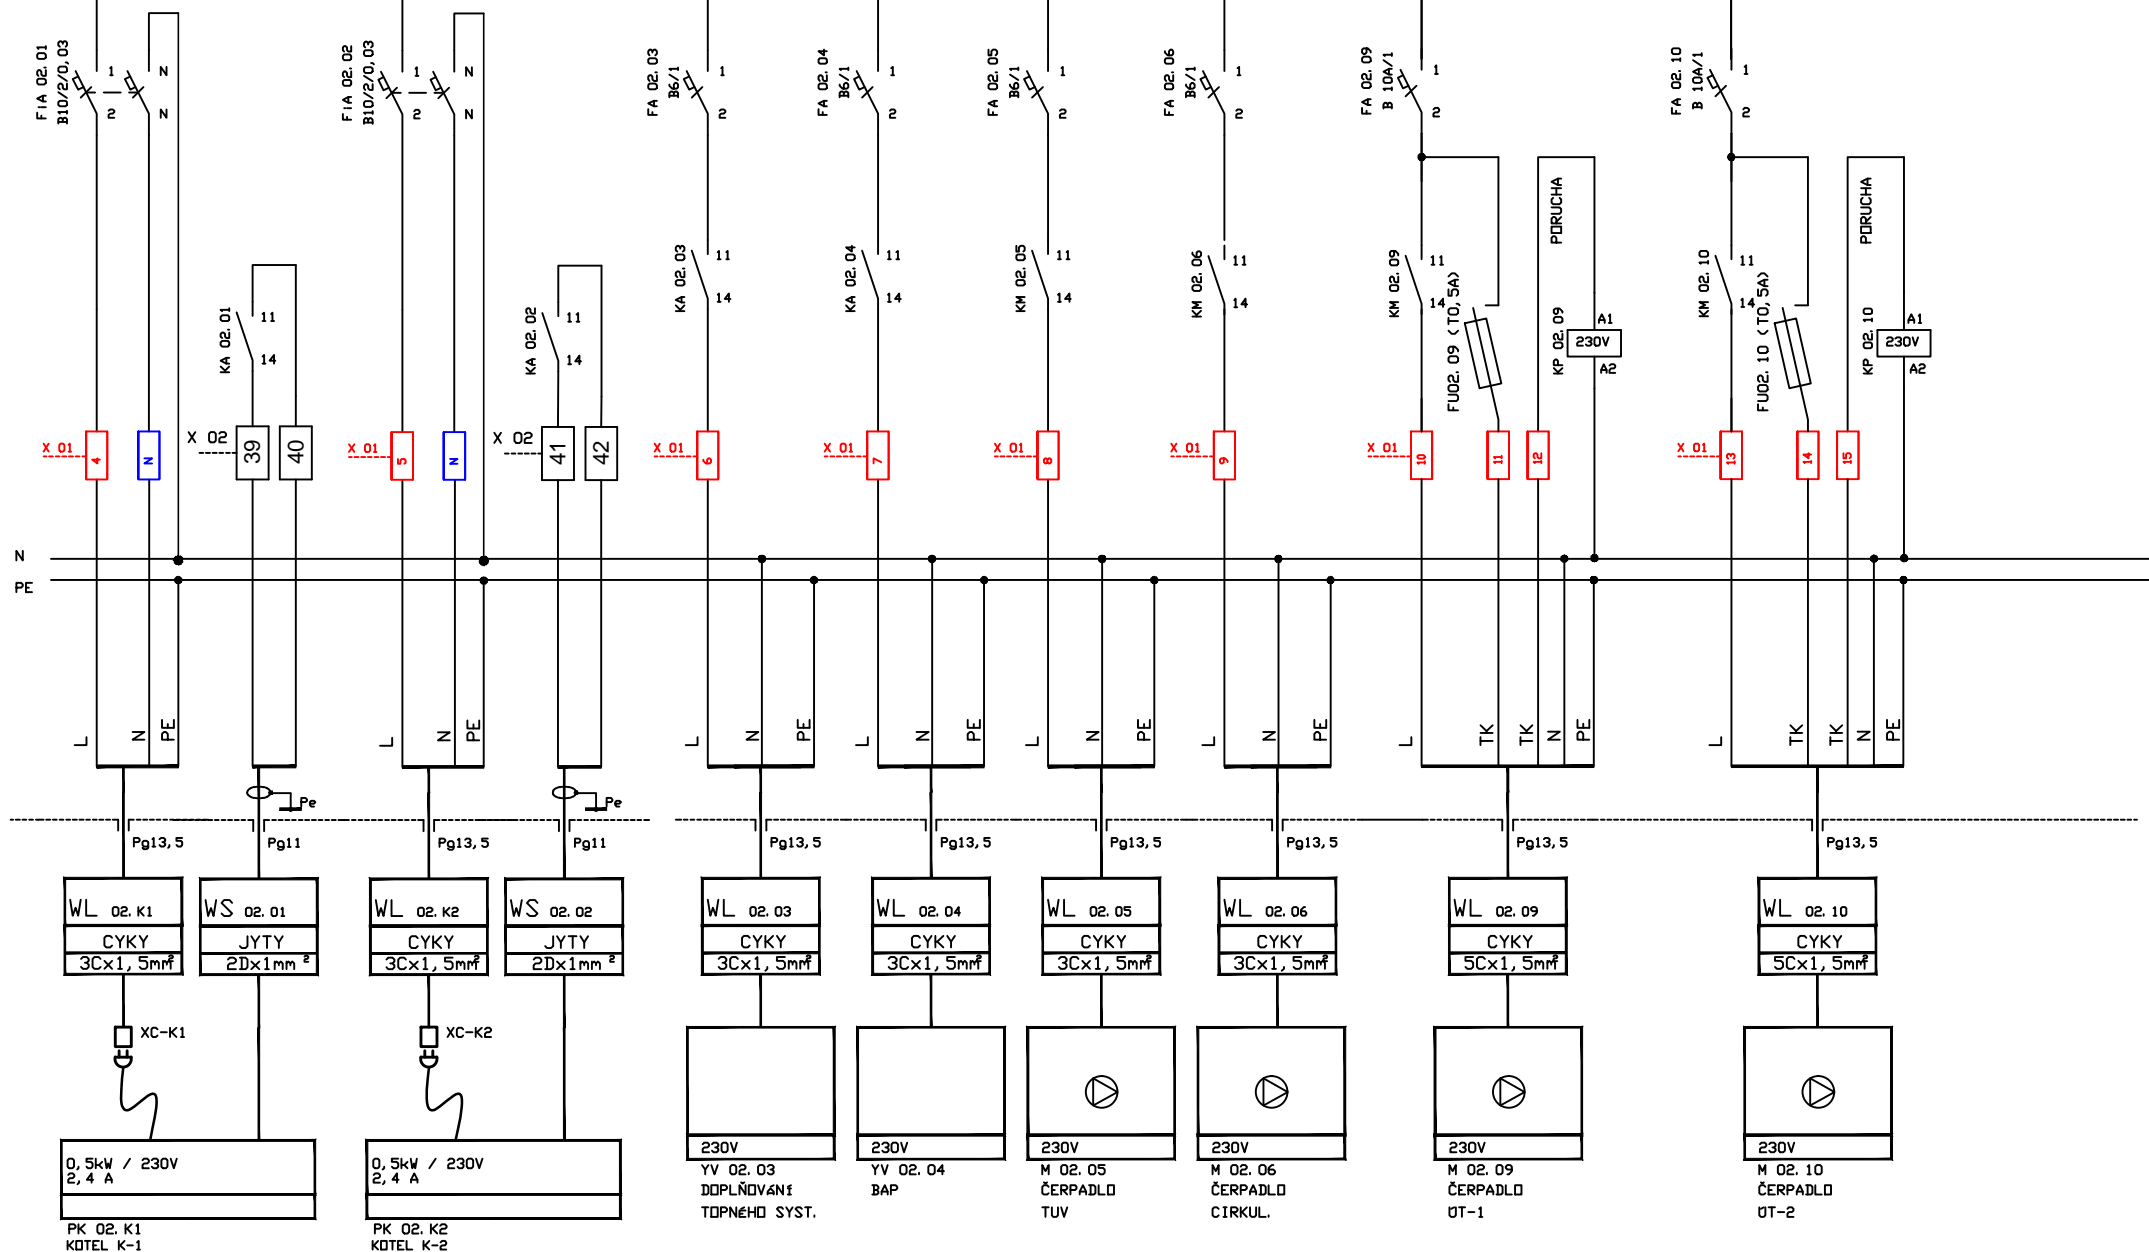 FIA 02.01
B10/2/0,03
1
2
N
N
FIA 02.02
B10/2/0,03
1
2
N
N
FA 02.03
B6/1
1
2
FA 02.04
B6/1
1
2
FA 02.05
B6/1
1
2
FA 02.06
B6/1
1
2
FA 02.09
B 10A/1
1
2
FA 02.10
B 10A/1
1
2
KA 02.01
11
14
KA 02.02
11
14
KA 02.03
11
14
KA 02.04
11
14
KM 02.05
11
14
KM 02.06
11
14
KM 02.09
11
14
FU02.09 (T0,5A)
PORUCHA
KP 02.09
A1
230V
A2
KM 02.10
11
14
FU02.10 (T0,5A)
PORUCHA
KP 02.10
A1
230V
A2
X 01
4
N
X 02
39
40
X 01
5
N
X 02
41
42
X 01
6
X 01
7
X 01
8
X 01
9
X 01
10
11
12
X 01
13
14
15
N
PE
L
N
PE
L
N
PE
L
N
PE
L
N
PE
L
N
PE
L
N
PE
L
TK
TK
N
PE
L
TK
TK
N
PE
Pe
Pe
Pg13,5
Pg11
Pg13,5
Pg11
Pg13,5
Pg13,5
Pg13,5
Pg13,5
Pg13,5
Pg13,5
WL 02.K1
CYKY
3Cx1,5mm²
WS 02.01
JYTY
2Dx1mm²
WL 02.K2
CYKY
3Cx1,5mm²
WS 02.02
JYTY
2Dx1mm²
WL 02.03
CYKY
3Cx1,5mm²
WL 02.04
CYKY
3Cx1,5mm²
WL 02.05
CYKY
3Cx1,5mm²
WL 02.06
CYKY
3Cx1,5mm²
WL 02.09
CYKY
5Cx1,5mm²
WL 02.10
CYKY
5Cx1,5mm²
XC-K1
XC-K2
0,5kW / 230V
2,4 A
PK 02.K1
KOTEL K-1
0,5kW / 230V
2,4 A
PK 02.K2
KOTEL K-2
230V
YV 02.03
DOPLŇOVÁNÍ
TOPNÉHO SYST.
230V
YV 02.04
BAP
230V
M 02.05
ČERPADLO
TUV
230V
M 02.06
ČERPADLO
CIRKUL.
230V
M 02.09
ČERPADLO
ÚT-1
230V
M 02.10
ČERPADLO
ÚT-2